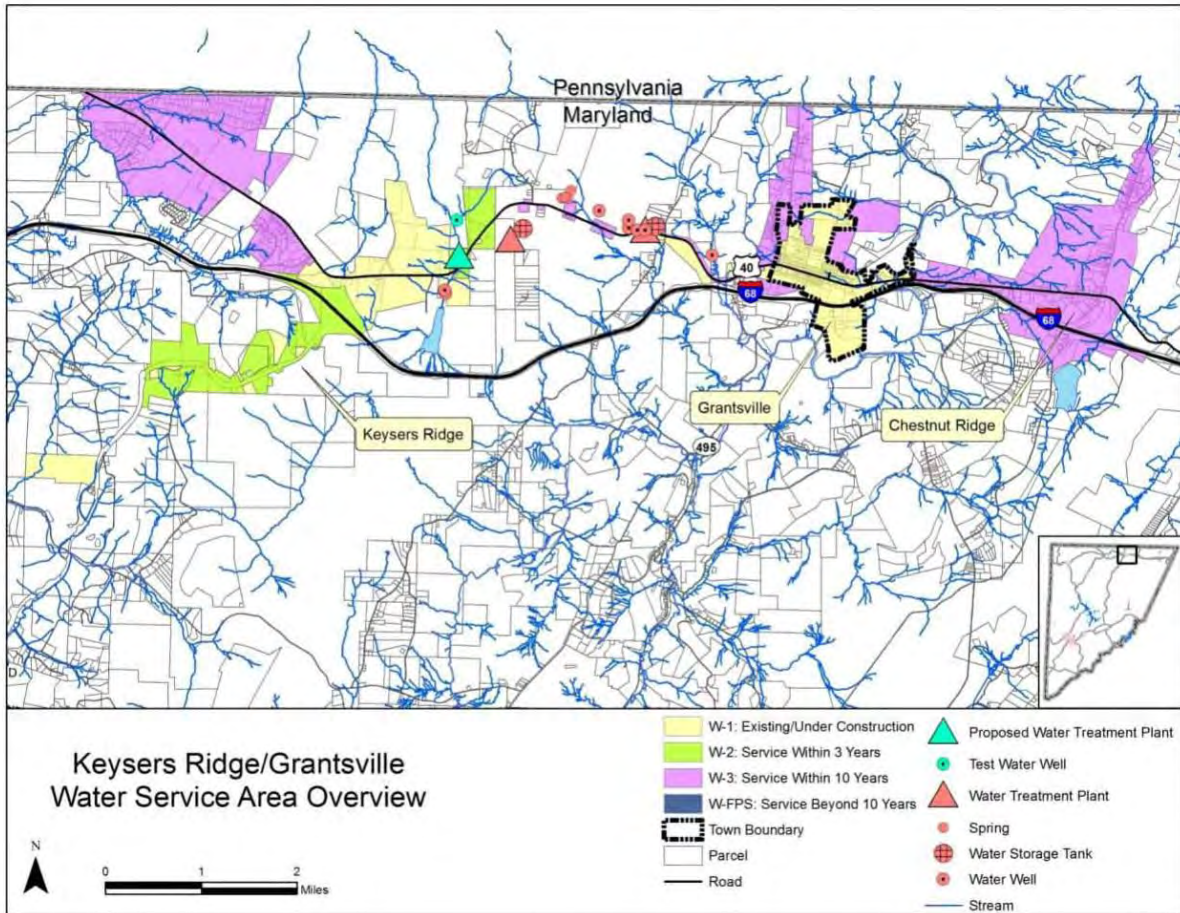 Pennsylvania
Maryland
40
68
68
Grantsville
Chestnut Ridge
Keysers Ridge
495
D
Keysers Ridge/Grantsville
Water Service Area Overview
N
0 1 2
Miles
W-1: Existing/Under Construction
W-2: Service Within 3 Years
W-3: Service Within 10 Years
W-FPS: Service Beyond 10 Years
Town Boundary
Parcel
Road
Proposed Water Treatment Plant
Test Water Well
Water Treatment Plant
Spring
Water Storage Tank
Water Well
Stream